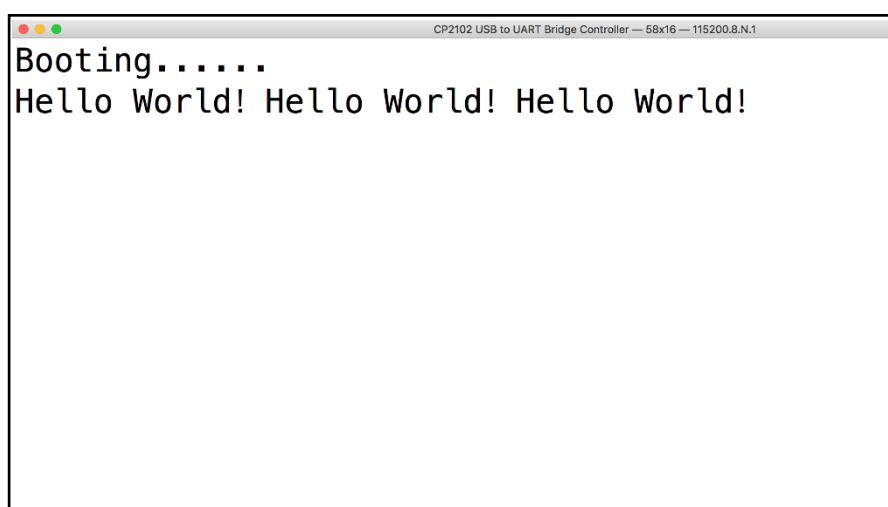 CP2102 USB to UART Bridge Controller — 58x16 — 115200.8.N.1
Booting......
Hello World! Hello World! Hello World!